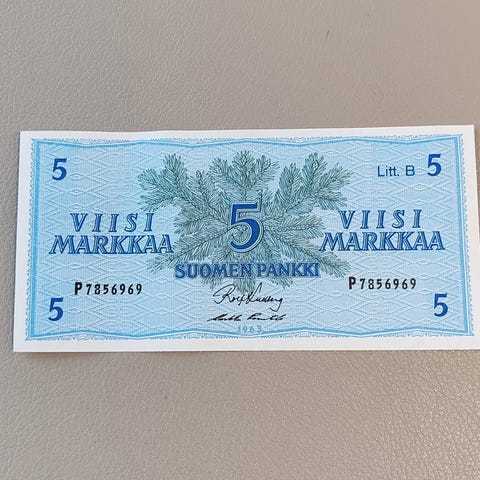 5 Litt. B 5
VIISI MARKKAA
5
VIISI MARKKAA
SUOMEN PANKKI
P7856969 P7856969
5 1963 5